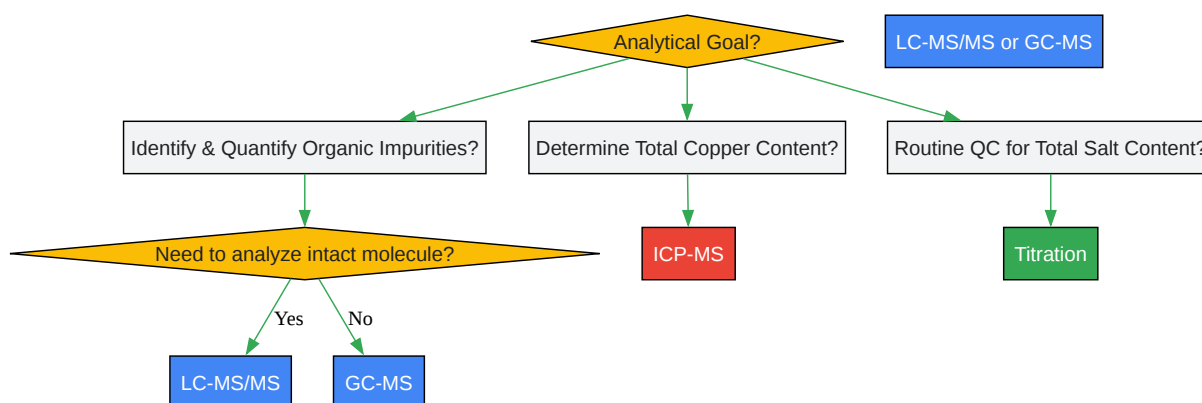 Analytical Goal?
LC-MS/MS or GC-MS
Identify & Quantify Organic Impurities?
Determine Total Copper Content?
Routine QC for Total Salt Content?
Need to analyze intact molecule?
ICP-MS
Titration
Yes
No
LC-MS/MS
GC-MS